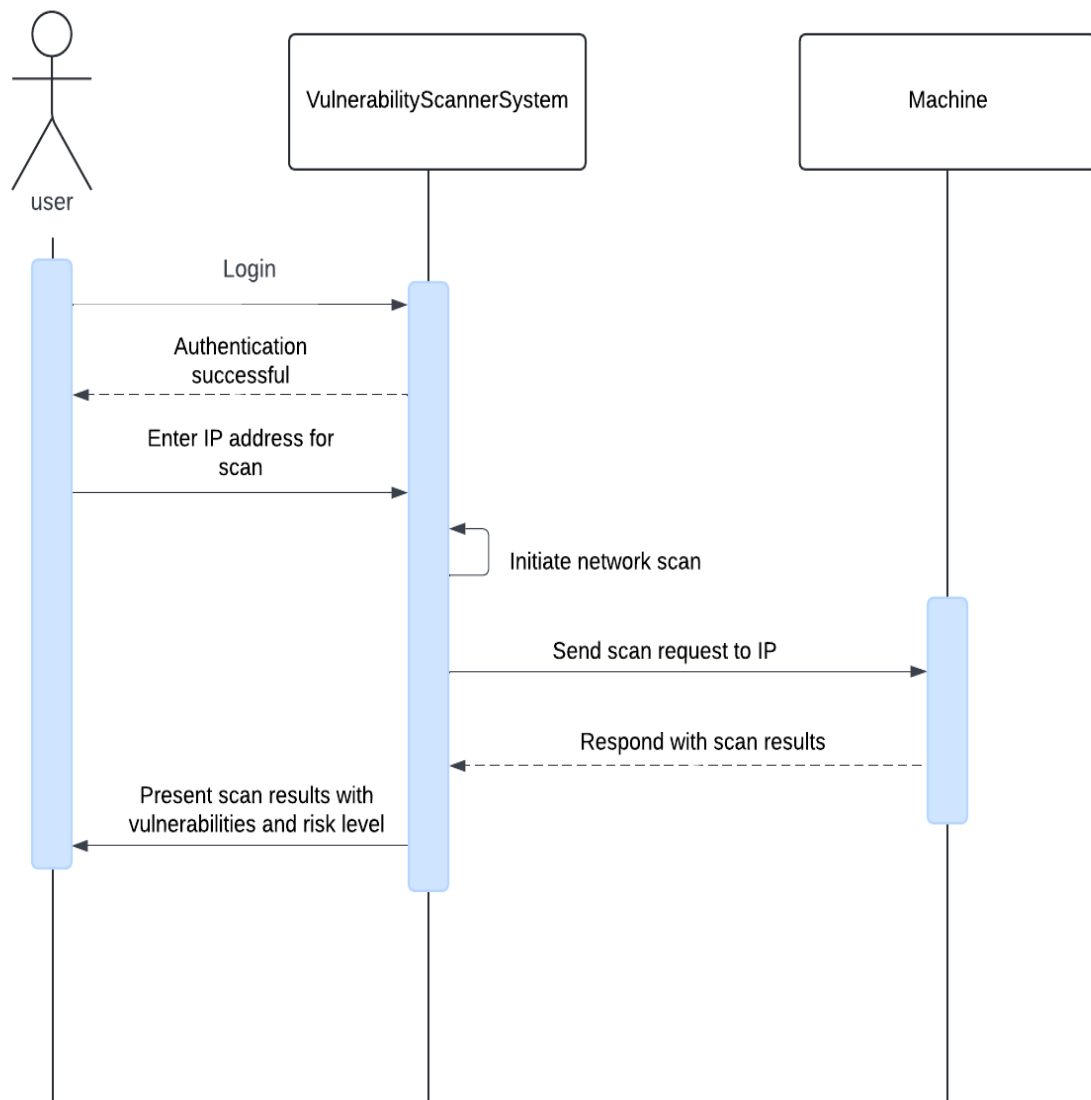 VulnerabilityScannerSystem
Machine
user
Login
Authentication
successful
Enter IP address for
scan
Initiate network scan
Send scan request to IP
Respond with scan results
Present scan results with
vulnerabilities and risk level